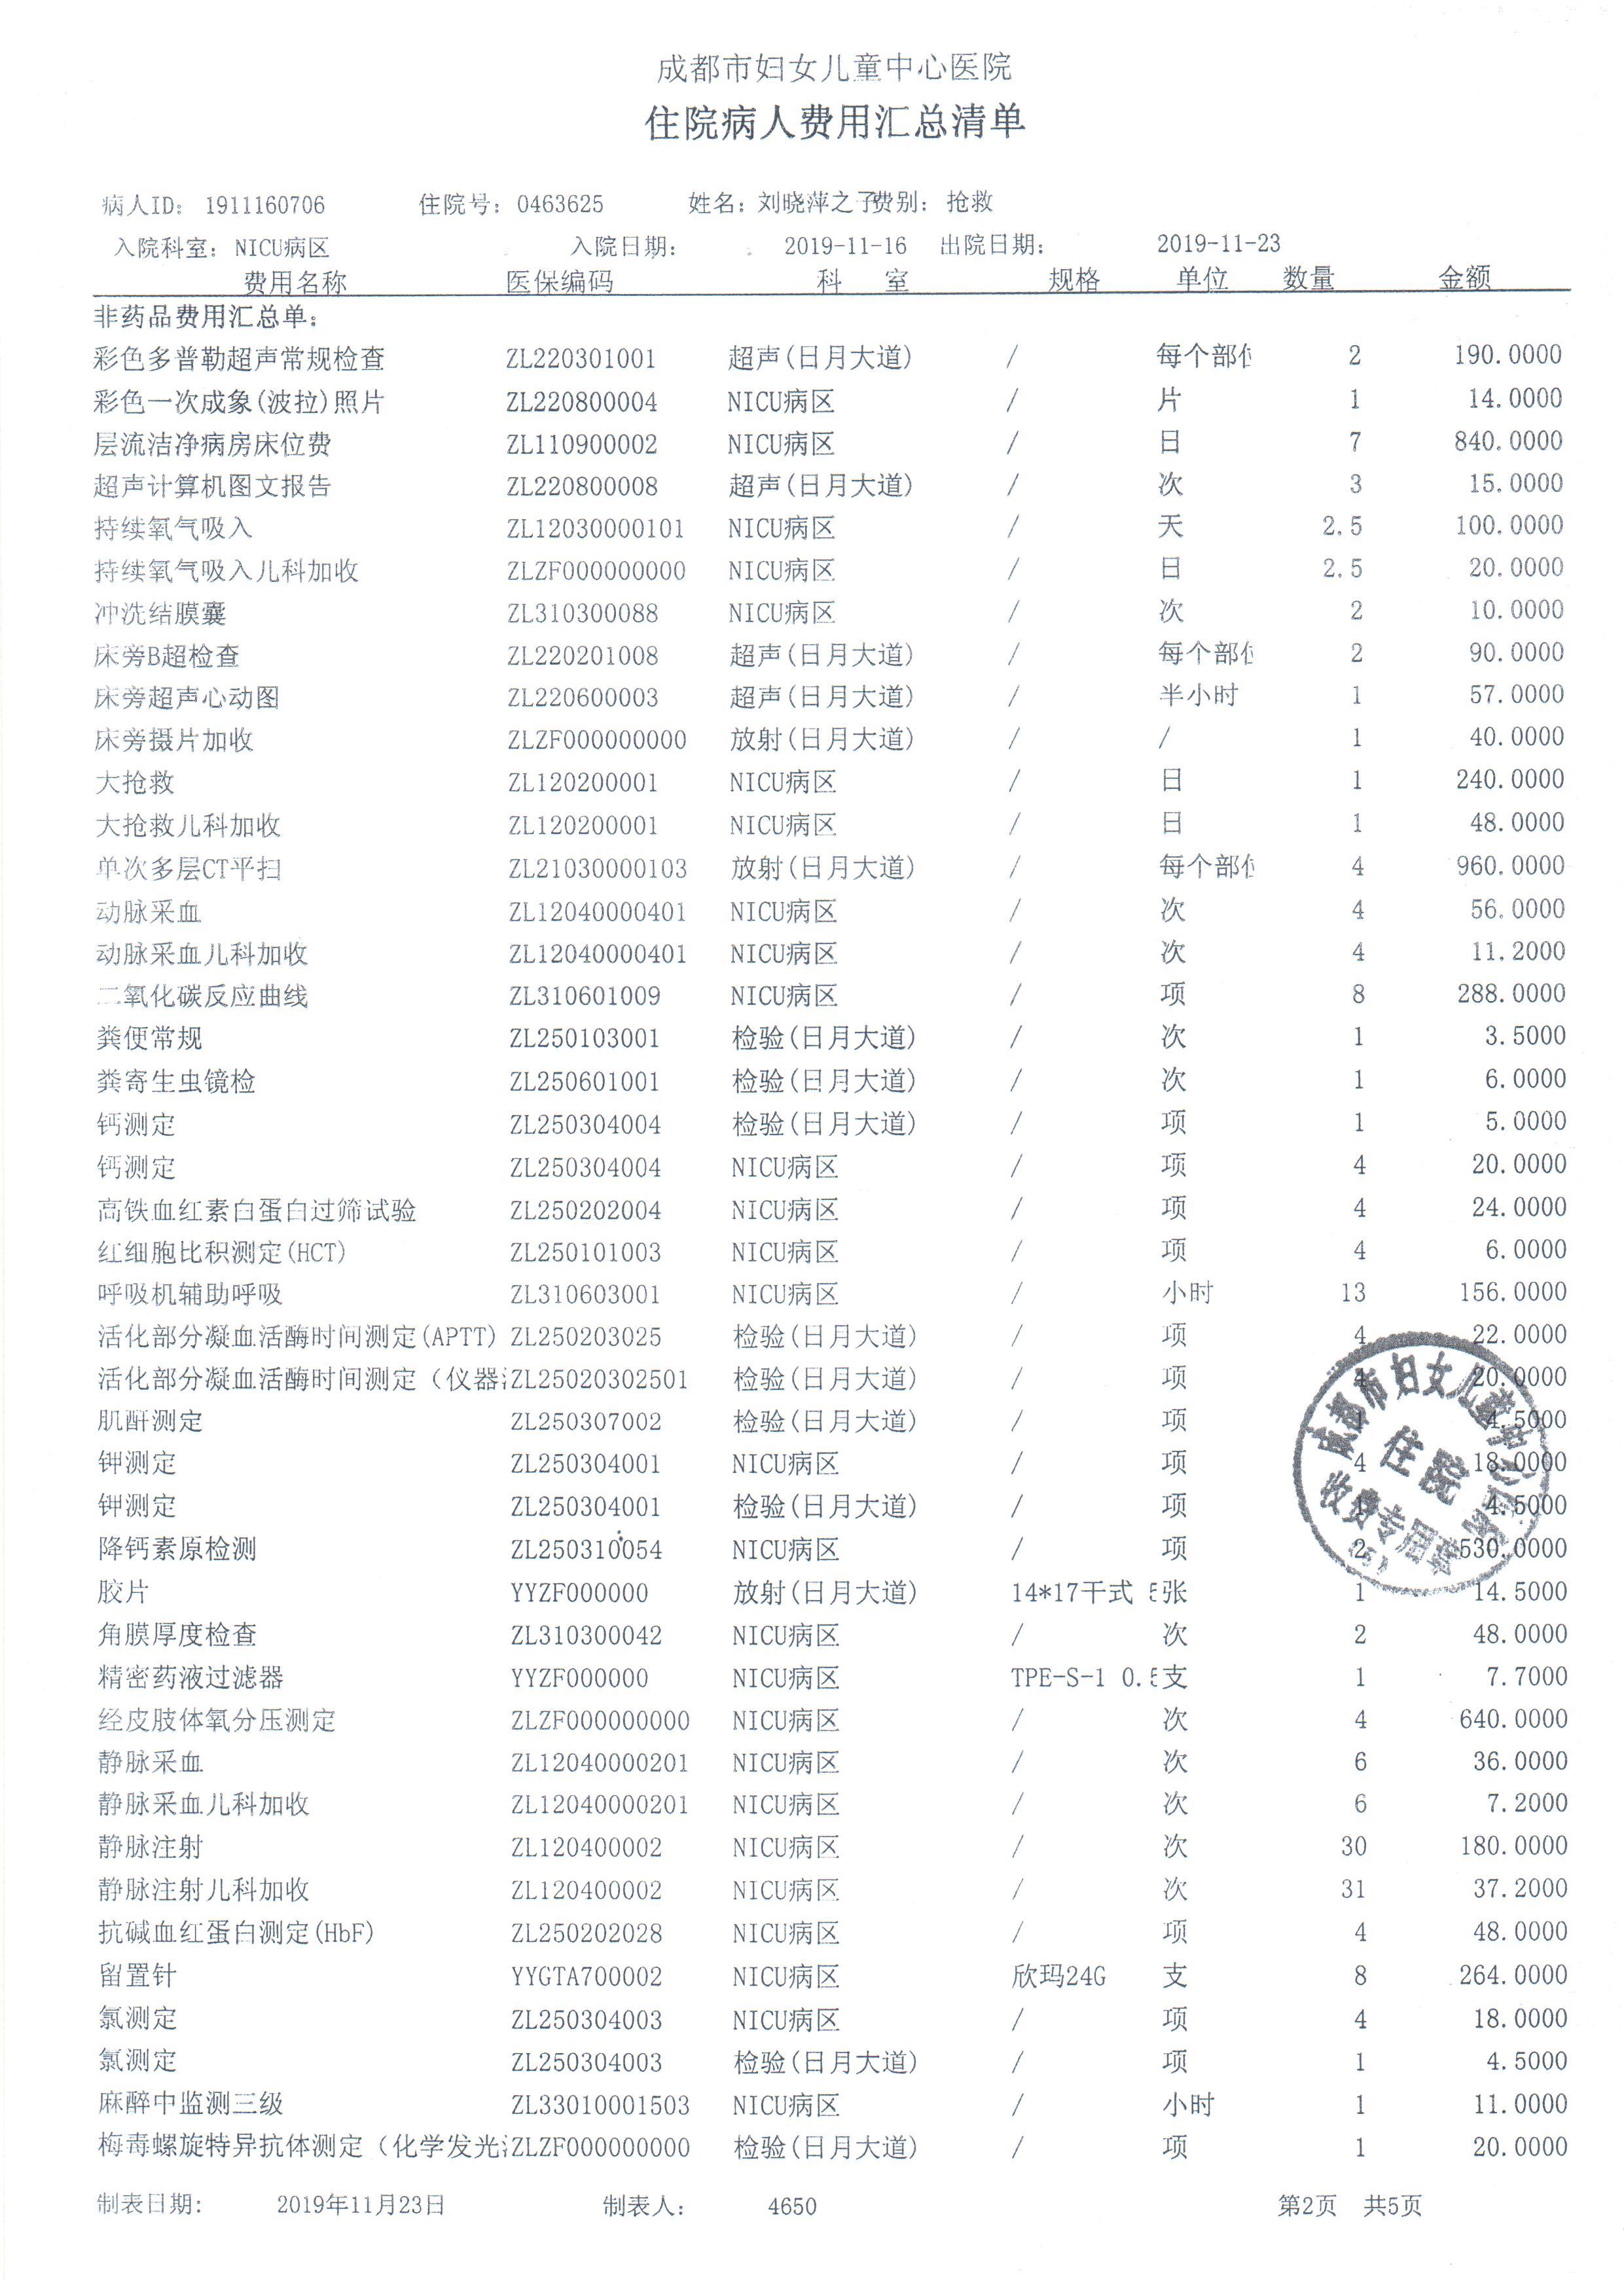 成都市妇女儿童中心医院
住院病人费用汇总清单
病人ID: 1911160706 住院号: 0463625 姓名: 刘晓萍之子 费别: 抢救
入院科室: NICU病区 入院日期: 2019-11-16 出院日期: 2019-11-23
费用名称 医保编码 科 室 规格 单位 数量 金额
非药品费用汇总单:
彩色多普勒超声常规检查 ZL220301001 超声(日月大道) / 每个部位 2 190.0000
彩色一次成象(波拉)照片 ZL220800004 NICU病区 / 片 1 14.0000
层流洁净病房床位费 ZL110900002 NICU病区 / 日 7 840.0000
超声计算机图文报告 ZL220800008 超声(日月大道) / 次 3 15.0000
持续氧气吸入 ZL12030000101 NICU病区 / 天 2.5 100.0000
持续氧气吸入儿科加收 ZLZF000000000 NICU病区 / 日 2.5 20.0000
冲洗结膜囊 ZL310300088 NICU病区 / 次 2 10.0000
床旁B超检查 ZL220201008 超声(日月大道) / 每个部位 2 90.0000
床旁超声心动图 ZL220600003 超声(日月大道) / 半小时 1 57.0000
床旁摄片加收 ZLZF000000000 放射(日月大道) / / 1 40.0000
大抢救 ZL120200001 NICU病区 / 日 1 240.0000
大抢救儿科加收 ZL120200001 NICU病区 / 日 1 48.0000
单次多层CT平扫 ZL21030000103 放射(日月大道) / 每个部位 4 960.0000
动脉采血 ZL12040000401 NICU病区 / 次 4 56.0000
动脉采血儿科加收 ZL12040000401 NICU病区 / 次 4 11.2000
二氧化碳反应曲线 ZL310601009 NICU病区 / 项 8 288.0000
粪便常规 ZL250103001 检验(日月大道) / 次 1 3.5000
粪寄生虫镜检 ZL250601001 检验(日月大道) / 次 1 6.0000
钙测定 ZL250304004 检验(日月大道) / 项 1 5.0000
钙测定 ZL250304004 NICU病区 / 项 4 20.0000
高铁血红素白蛋白过筛试验 ZL250202004 NICU病区 / 项 4 24.0000
红细胞比积测定(HCT) ZL250101003 NICU病区 / 项 4 6.0000
呼吸机辅助呼吸 ZL310603001 NICU病区 / 小时 13 156.0000
活化部分凝血活酶时间测定(APTT) ZL250203025 检验(日月大道) / 项 4 22.0000
活化部分凝血活酶时间测定（仪器 ZL25020302501 检验(日月大道) / 项 4 20.0000
肌酐测定 ZL250307002 检验(日月大道) / 项 1 4.5000
钾测定 ZL250304001 NICU病区 / 项 4 18.0000
钾测定 ZL250304001 检验(日月大道) / 项 1 4.5000
降钙素原检测 ZL250310054 NICU病区 / 项 2 530.0000
胶片 YYZF000000 放射(日月大道) 14*17干式 张 1 14.5000
角膜厚度检查 ZL310300042 NICU病区 / 次 2 48.0000
精密药液过滤器 YYZF000000 NICU病区 TPE-S-1 0.5 支 1 7.7000
经皮肢体氧分压测定 ZLZF000000000 NICU病区 / 次 4 640.0000
静脉采血 ZL12040000201 NICU病区 / 次 6 36.0000
静脉采血儿科加收 ZL12040000201 NICU病区 / 次 6 7.2000
静脉注射 ZL120400002 NICU病区 / 次 30 180.0000
静脉注射儿科加收 ZL120400002 NICU病区 / 次 31 37.2000
抗碱血红蛋白测定(HbF) ZL250202028 NICU病区 / 项 4 48.0000
留置针 YYGTA700002 NICU病区 欣玛24G 支 8 264.0000
氯测定 ZL250304003 NICU病区 / 项 4 18.0000
氯测定 ZL250304003 检验(日月大道) / 项 1 4.5000
麻醉中监测三级 ZL33010001503 NICU病区 / 小时 1 11.0000
梅毒螺旋特异抗体测定（化学发光 ZLZF000000000 检验(日月大道) / 项 1 20.0000
成都市妇女儿童中心医院
住院
收费专用章
(5)
制表日期: 2019年11月23日 制表人: 4650 第2页 共5页